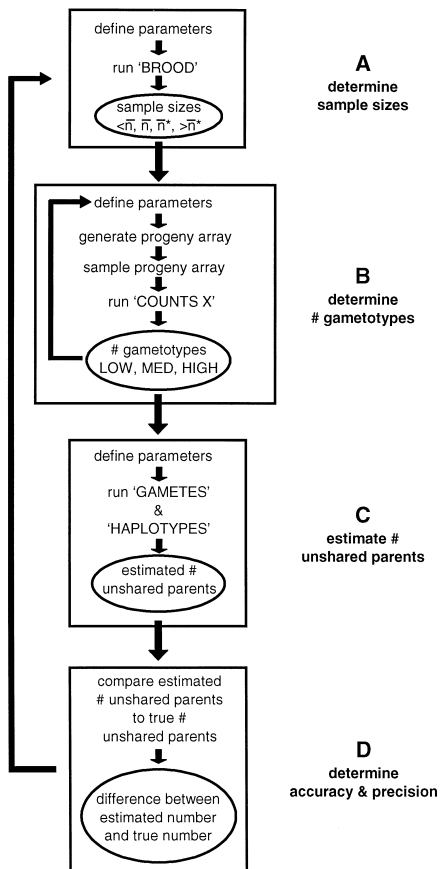 define parameters
run ‘BROOD’
sample sizes
<n̅, n̅, n̅*, >n̅*
A
determine
sample sizes
define parameters
generate progeny array
sample progeny array
run ‘COUNTS X’
# gametotypes
LOW, MED, HIGH
B
determine
# gametotypes
define parameters
run ‘GAMETES’
&
‘HAPLOTYPES’
estimated #
unshared parents
C
estimate #
unshared parents
compare estimated
# unshared parents
to true #
unshared parents
difference between
estimated number
and true number
D
determine
accuracy & precision